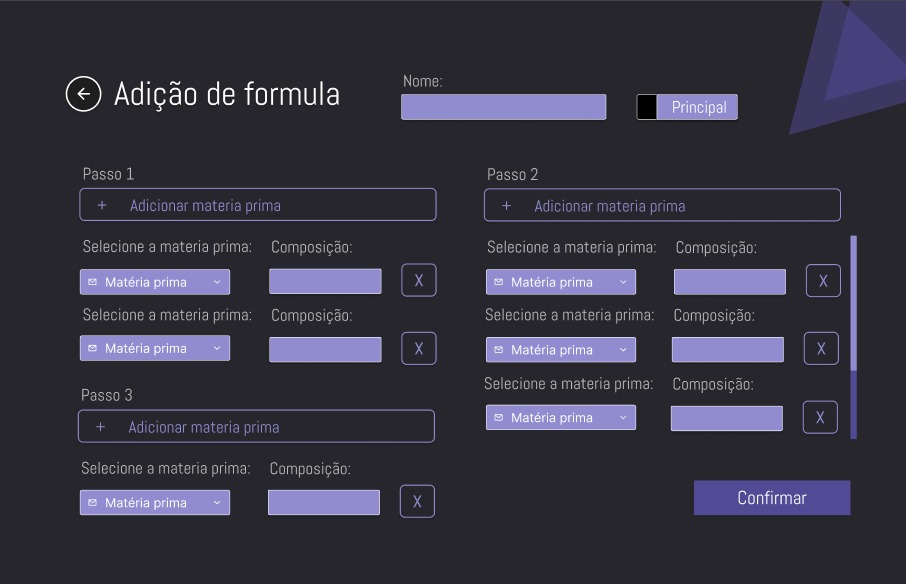 Adição de formula
Nome:
Principal
Passo 1
+ Adicionar materia prima
Selecione a materia prima: Composição:
Matéria prima X
Selecione a materia prima: Composição:
Matéria prima X
Passo 2
+ Adicionar materia prima
Selecione a materia prima: Composição:
Matéria prima X
Selecione a materia prima: Composição:
Matéria prima X
Selecione a materia prima: Composição:
Matéria prima X
Passo 3
+ Adicionar materia prima
Selecione a materia prima: Composição:
Matéria prima X
Confirmar